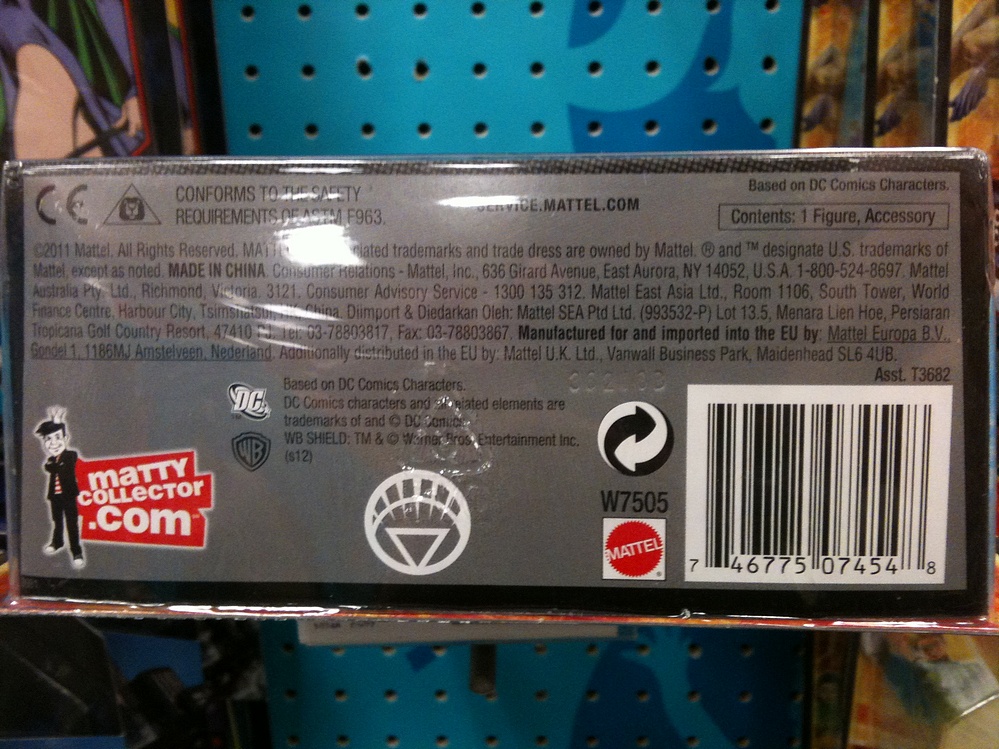 CE
CONFORMS TO THE SAFETY
REQUIREMENTS OF ASTM F963.
SERVICE.MATTEL.COM
Based on DC Comics Characters.
Contents: 1 Figure, Accessory
©2011 Mattel. All Rights Reserved. related trademarks and trade dress are owned by Mattel. ® and ™ designate U.S. trademarks of
Mattel, except as noted. MADE IN CHINA. Consumer Relations - Mattel, Inc., 636 Girard Avenue, East Aurora, NY 14052, U.S.A. 1-800-524-8697. Mattel
Australia Pty. Ltd., Richmond, Victoria. 3121. Consumer Advisory Service - 1300 135 312. Mattel East Asia Ltd., Room 1106, South Tower, World
Finance Centre, Harbour City, Tsimshatsui, China. Diimport & Diedarkan Oleh: Mattel SEA Ptd Ltd. (993532-P) Lot 13.5, Menara Lien Hoe, Persiaran
Tropicana Golf Country Resort, 47410 PJ. Tel: 03-78803817, Fax: 03-78803867. Manufactured for and imported into the EU by: Mattel Europa B.V.,
Gondel 1, 1186MJ Amstelveen, Nederland. Additionally distributed in the EU by: Mattel U.K. Ltd., Vanwall Business Park, Maidenhead SL6 4UB.
Asst. T3682
DC
Based on DC Comics Characters.
DC Comics characters and all related elements are
trademarks of and © DC Comics.
WB
WB SHIELD: TM & © Warner Bros. Entertainment Inc.
(s12)
maTTY
COLLECTOR
.com
W7505
MATTEL
7 46775 07454 8